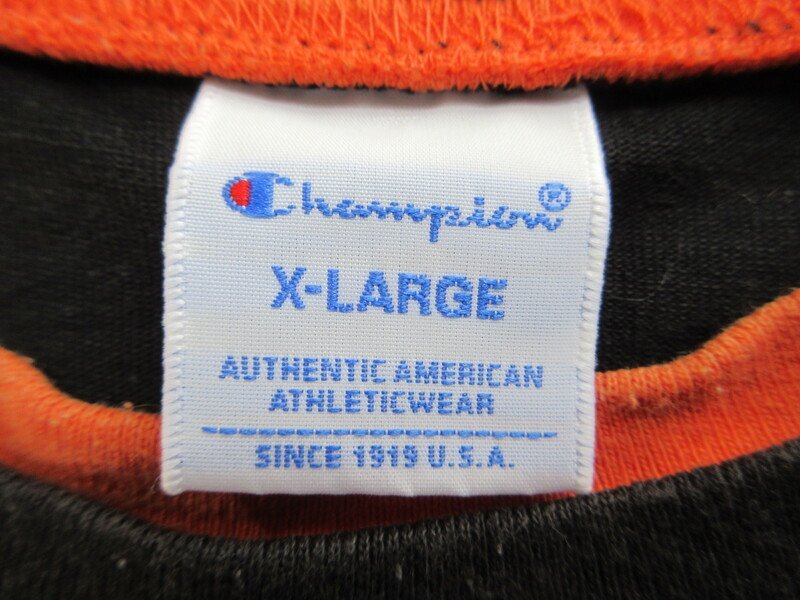 Champion®
X-LARGE
AUTHENTIC AMERICAN
ATHLETICWEAR
SINCE 1919 U.S.A.